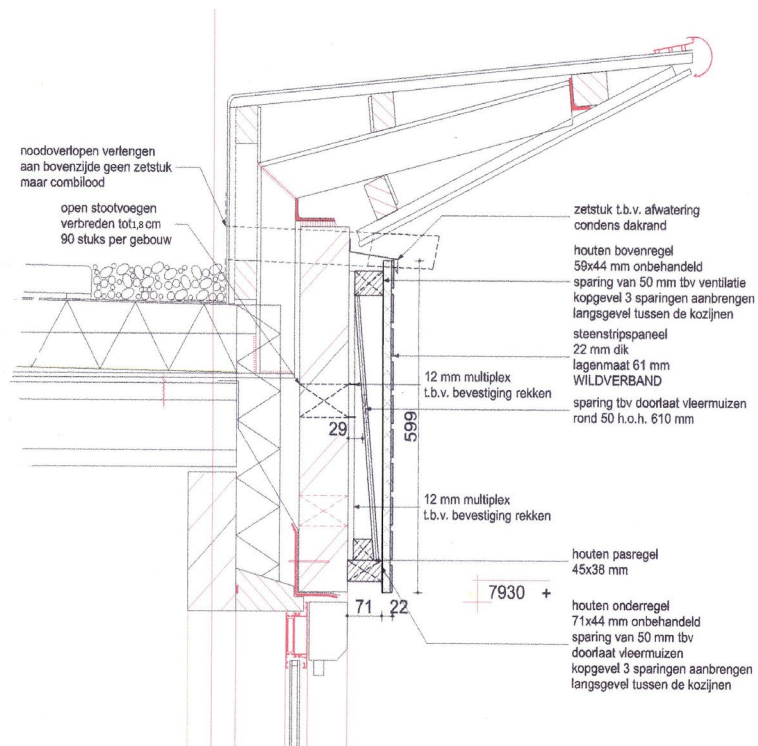 noodoverlopen verlengen
aan bovenzijde geen zetstuk
maar combilood
open stootvoegen
verbreden tot1,8 cm
90 stuks per gebouw
zetstuk t.b.v. afwatering
condens dakrand
houten bovenregel
59x44 mm onbehandeld
sparing van 50 mm tbv ventilatie
kopgevel 3 sparingen aanbrengen
langsgevel tussen de kozijnen
steenstripspaneel
22 mm dik
lagenmaat 61 mm
WILDVERBAND
12 mm multiplex
t.b.v. bevestiging rekken
sparing tbv doorlaat vleermuizen
rond 50 h.o.h. 610 mm
29
599
12 mm multiplex
t.b.v. bevestiging rekken
houten pasregel
45x38 mm
7930 +
71 22
houten onderregel
71x44 mm onbehandeld
sparing van 50 mm tbv
doorlaat vleermuizen
kopgevel 3 sparingen aanbrengen
langsgevel tussen de kozijnen